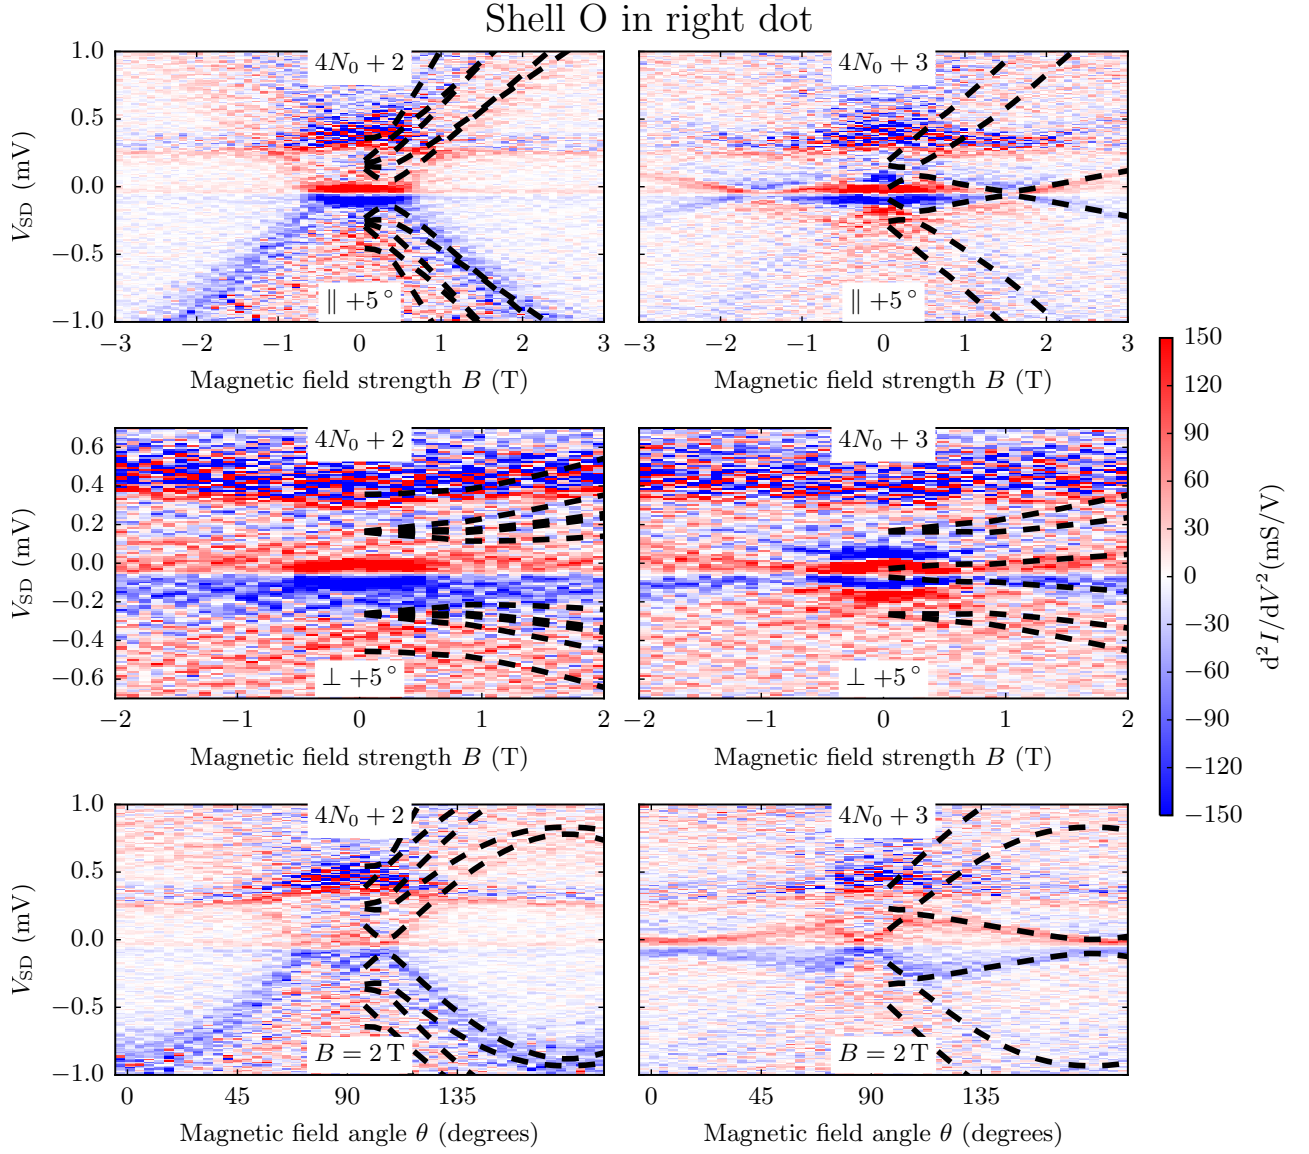 Shell O in right dot
1.0
0.5
0.0
−0.5
−1.0
V_SD (mV)
4N₀ + 2
∥ +5°
−3 −2 −1 0 1 2 3
Magnetic field strength B (T)
4N₀ + 3
∥ +5°
−3 −2 −1 0 1 2 3
Magnetic field strength B (T)
0.6
0.4
0.2
0.0
−0.2
−0.4
−0.6
V_SD (mV)
4N₀ + 2
⊥ +5°
−2 −1 0 1 2
Magnetic field strength B (T)
4N₀ + 3
⊥ +5°
−2 −1 0 1 2
Magnetic field strength B (T)
1.0
0.5
0.0
−0.5
−1.0
V_SD (mV)
4N₀ + 2
B = 2 T
0 45 90 135
Magnetic field angle θ (degrees)
4N₀ + 3
B = 2 T
0 45 90 135
Magnetic field angle θ (degrees)
150
120
90
60
30
0
−30
−60
−90
−120
−150
d²I/dV² (mS/V)